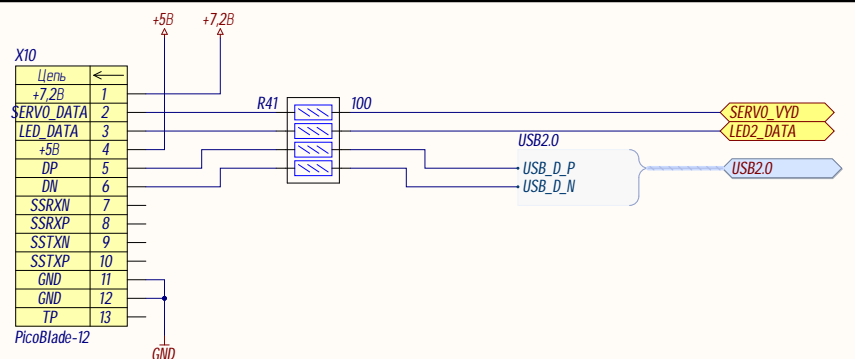 +5В +7,2В
X10
Цепь
+7,2В 1
SERVO_DATA 2 R41 100 SERVO_VYD
LED_DATA 3 LED2_DATA
+5В 4 USB2.0
DP 5 USB_D_P USB2.0
DN 6 USB_D_N
SSRXN 7
SSRXP 8
SSTXN 9
SSTXP 10
GND 11
GND 12
TP 13
PicoBlade-12
GND